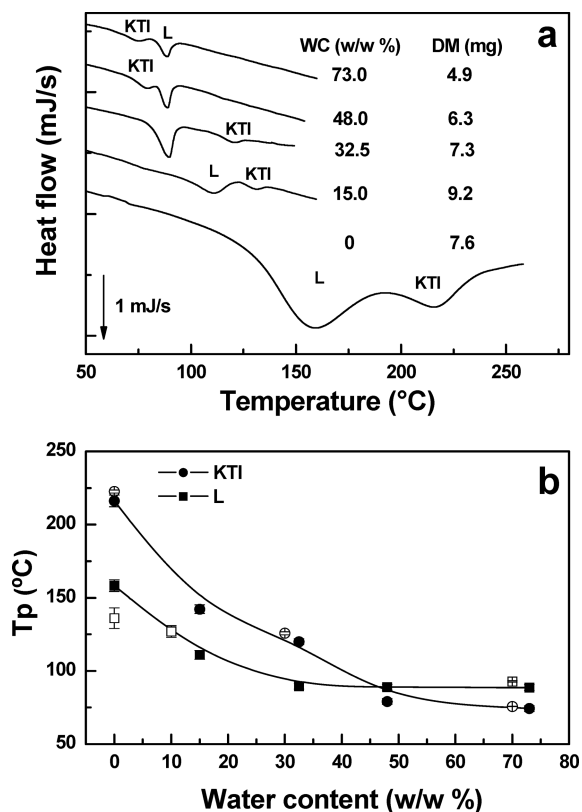 KTI L
a
WC (w/w %) DM (mg)
KTI
73.0 4.9
48.0 6.3
KTI
32.5 7.3
L KTI
15.0 9.2
0 7.6
L KTI
1 mJ/s
Heat flow (mJ/s)
50 100 150 200 250
Temperature (°C)
250
200
150
100
50
KTI
L
b
Tp (ºC)
0 10 20 30 40 50 60 70 80
Water content (w/w %)